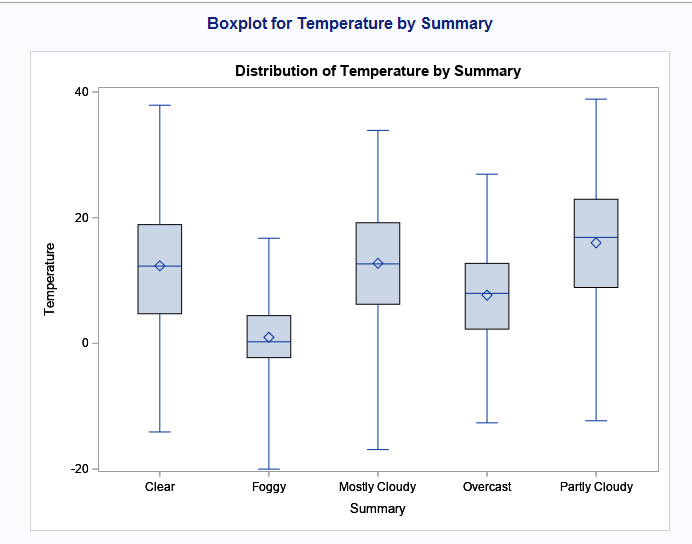 Boxplot for Temperature by Summary
Distribution of Temperature by Summary
40
20
0
-20
Temperature
Clear
Foggy
Mostly Cloudy
Overcast
Partly Cloudy
Summary